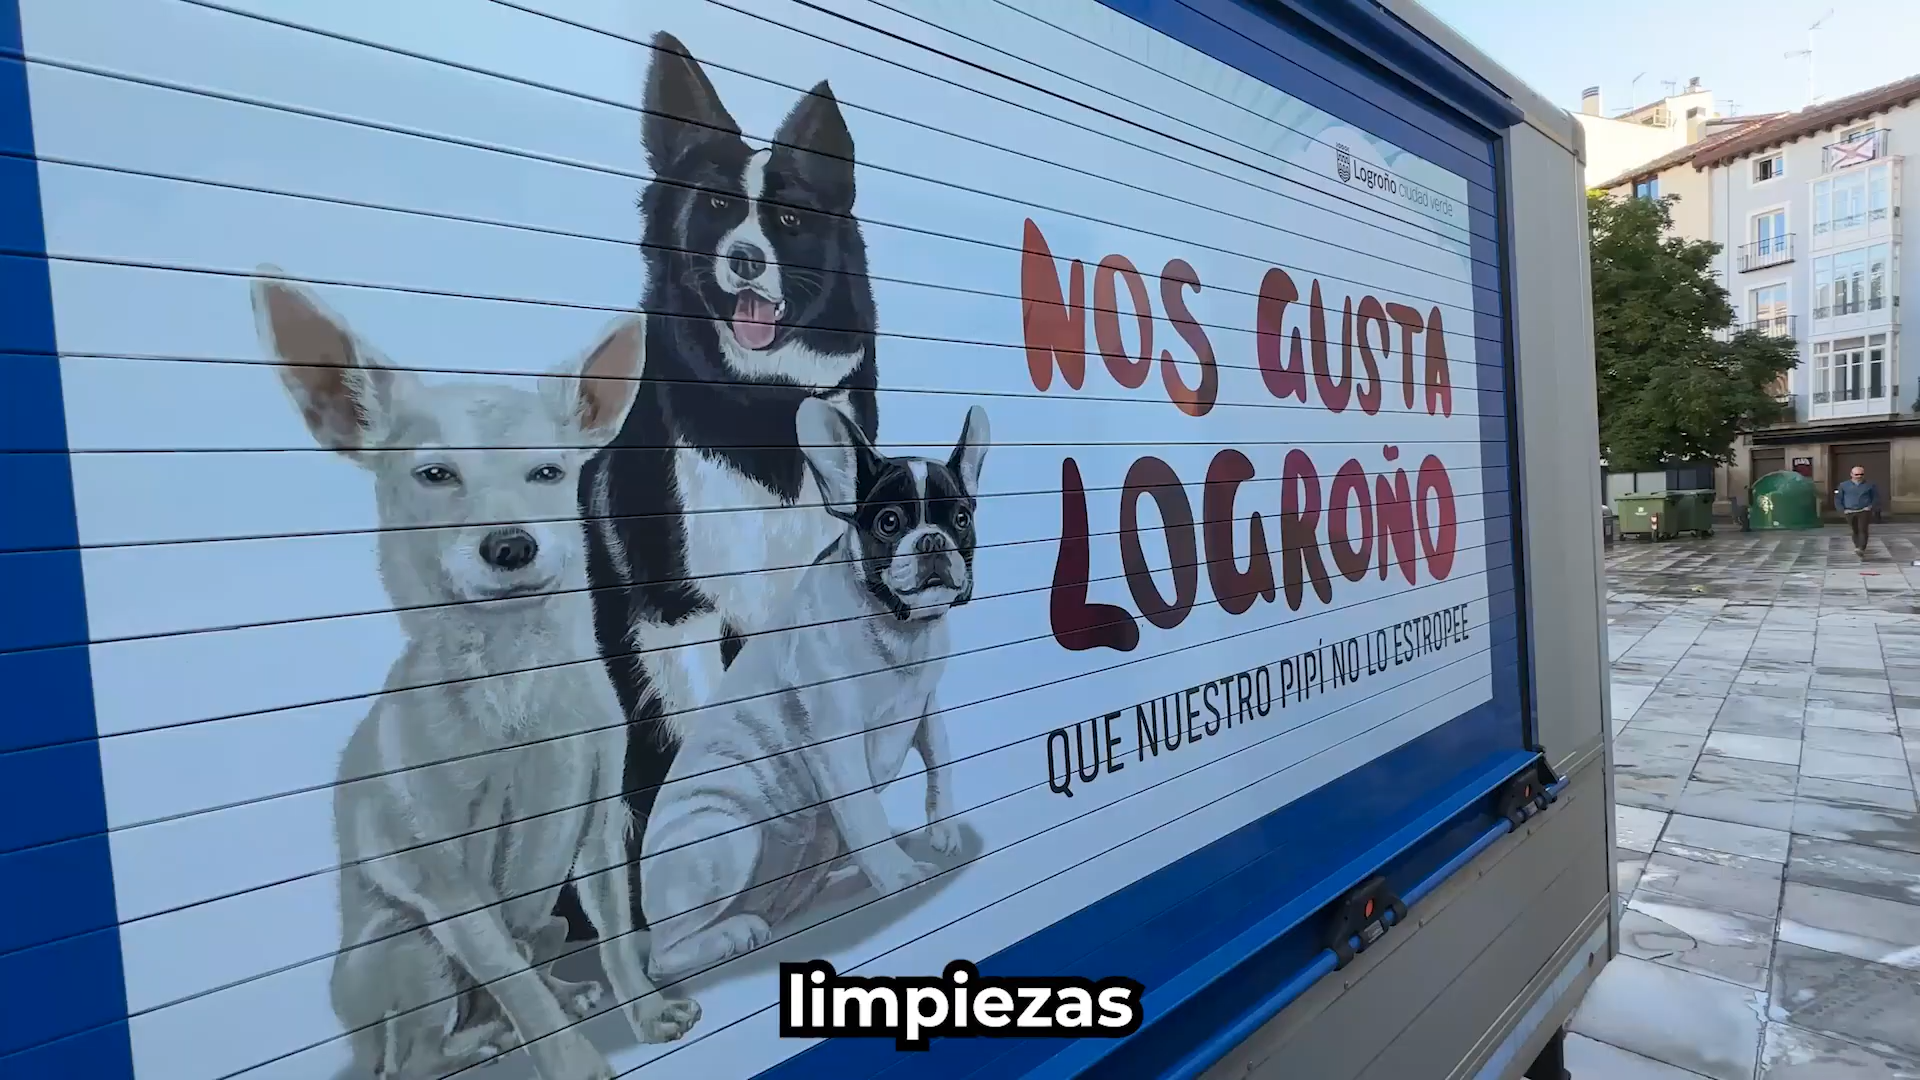 Logroño ciudad verde
NOS GUSTA
LOGROÑO
QUE NUESTRO PIPÍ NO LO ESTROPEE
limpiezas